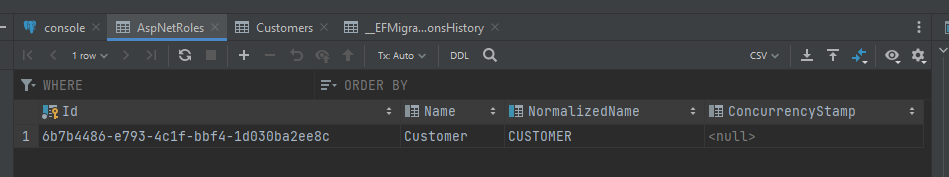 console AspNetRoles Customers __EFMigra...onsHistory
1 row Tx: Auto DDL CSV
WHERE ORDER BY
Id Name NormalizedName ConcurrencyStamp
1 6b7b4486-e793-4c1f-bbf4-1d030ba2ee8c Customer CUSTOMER <null>